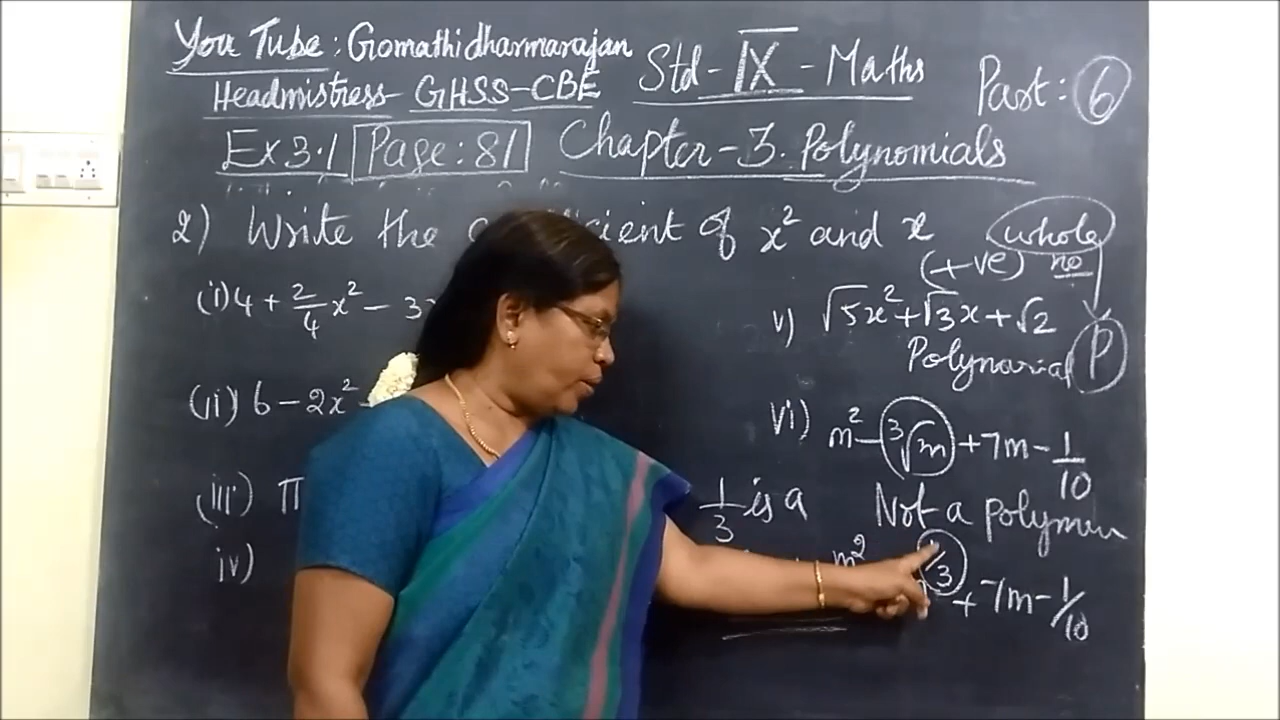 You Tube : Gomathidharmarajan
Headmistress - GHSS - CBE
Std - IX - Maths
Part : 6
Ex 3.1 Page : 81
Chapter - 3. Polynomials
2) Write the of x² and x
whole
(+ve) no
(i) 4 + 2/4 x² - 3
(ii) 6 - 2x²
(iii) π
iv)
v) √5x² + √3x + √2
Polynomial P
vi) m² - ³√m + 7m - 1/10
1/3 is a
Not a polynom
m² /3 + 7m - 1/10